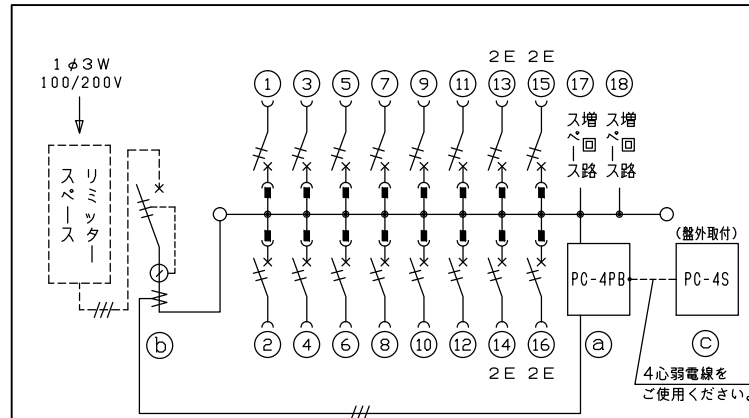 1φ3W
100/200V
リミッター
スペース
2E 2E
① ③ ⑤ ⑦ ⑨ ⑪ ⑬ ⑮ ⑰ ⑱
増回路
スペース
増回路
スペース
② ④ ⑥ ⑧ ⑩ ⑫ ⑭ ⑯
2E 2E
PC-4PB
ⓐ
ⓑ
(盤外取付)
PC-4S
ⓒ
4心弱電線を
ご使用ください。